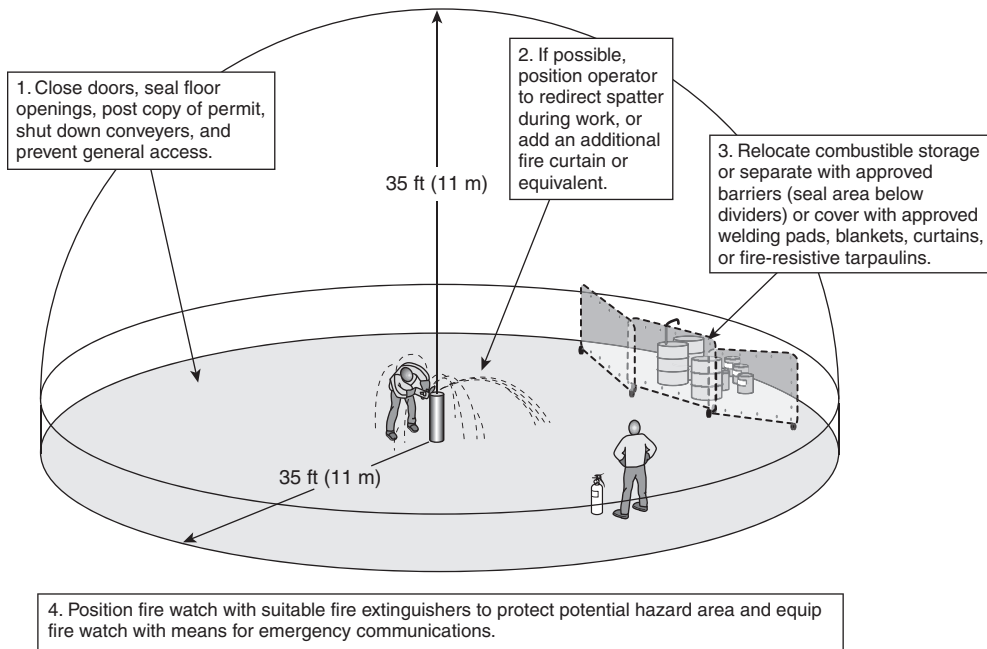 1. Close doors, seal floor
openings, post copy of permit,
shut down conveyers, and
prevent general access.
2. If possible,
position operator
to redirect spatter
during work, or
add an additional
fire curtain or
equivalent.
3. Relocate combustible storage
or separate with approved
barriers (seal area below
dividers) or cover with approved
welding pads, blankets, curtains,
or fire-resistive tarpaulins.
35 ft (11 m)
35 ft (11 m)
4. Position fire watch with suitable fire extinguishers to protect potential hazard area and equip
fire watch with means for emergency communications.